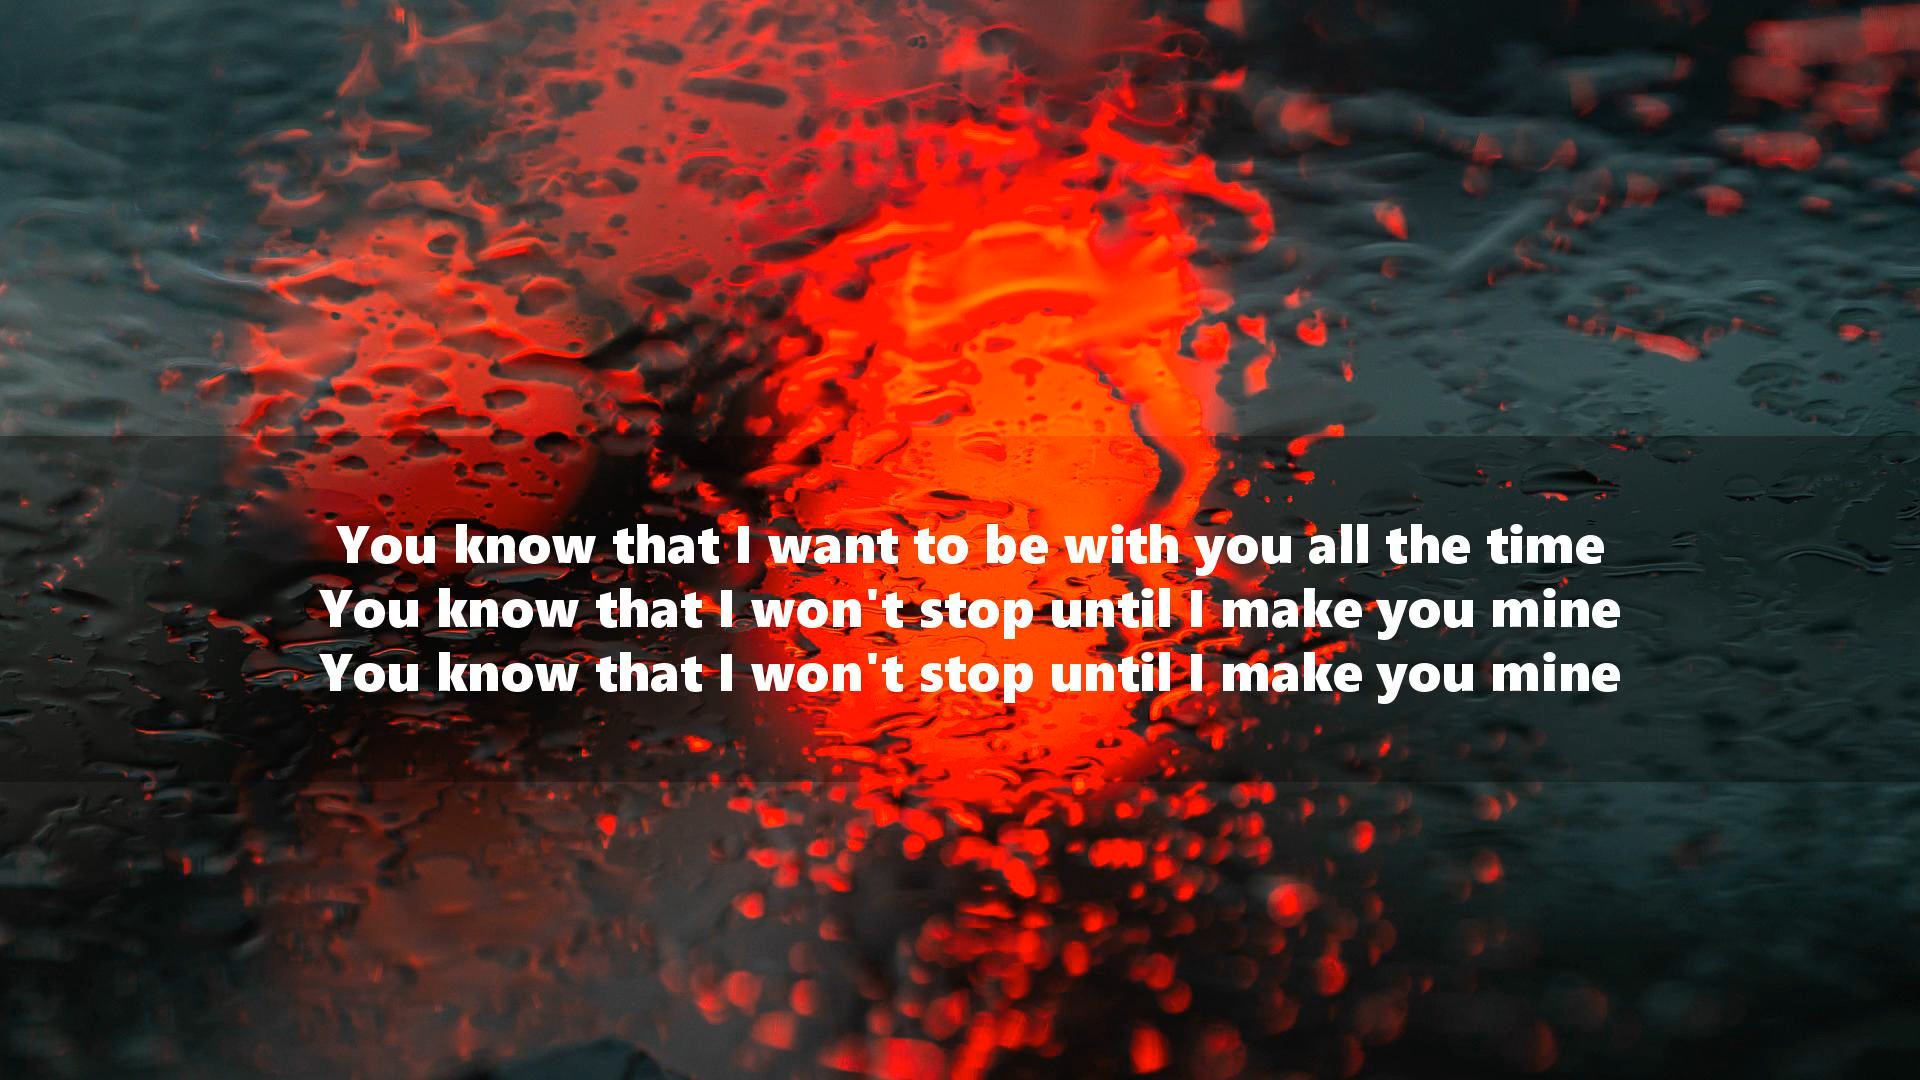 You know that I want to be with you all the time
You know that I won't stop until I make you mine
You know that I won't stop until I make you mine